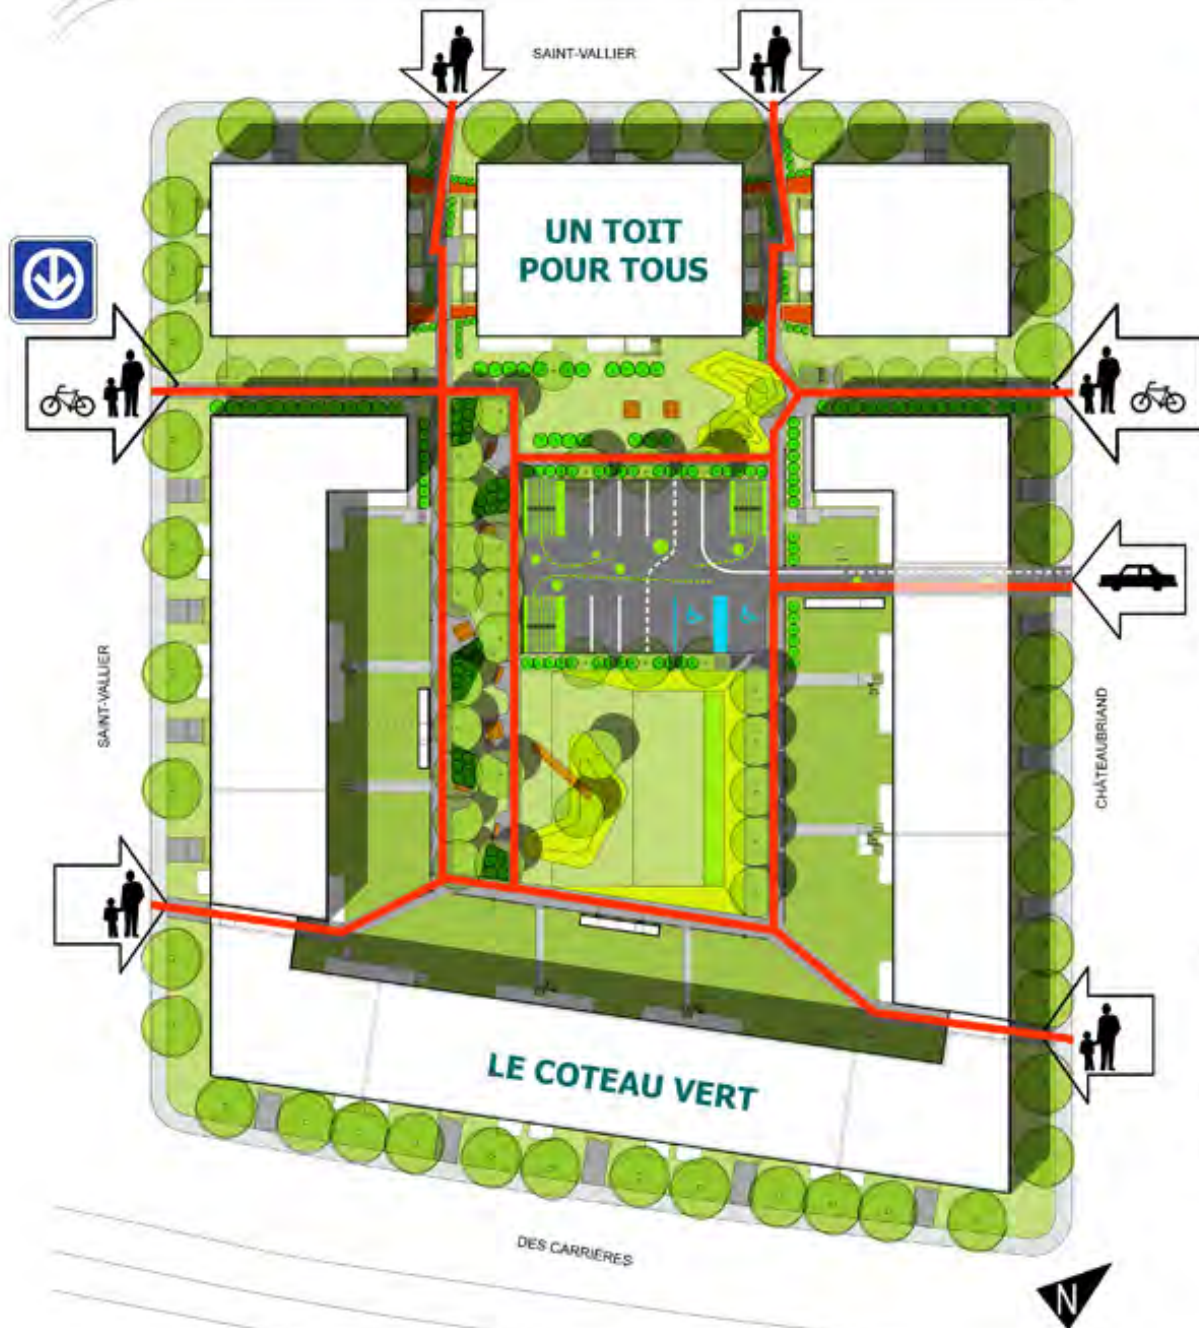 SAINT-VALLIER
UN TOIT
POUR TOUS
SAINT-VALLIER
CHÂTEAUBRIAND
LE COTEAU VERT
DES CARRIÈRES
N